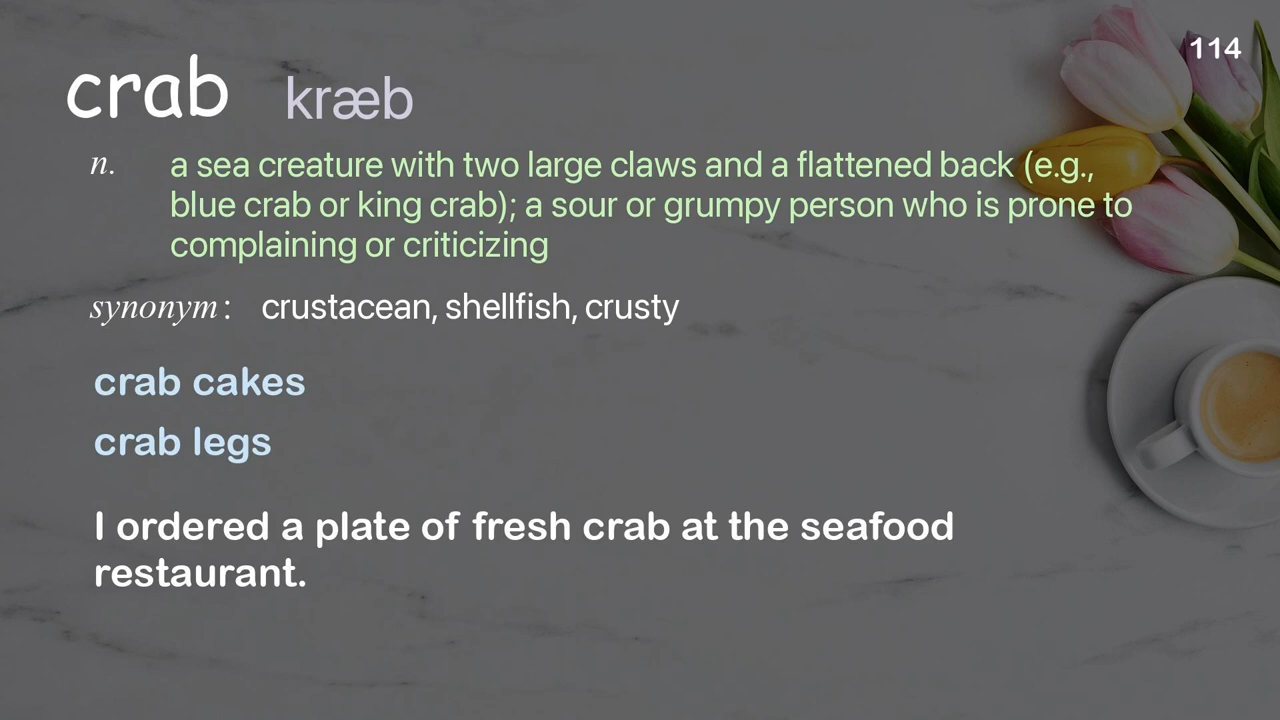 114
crab kræb
n. a sea creature with two large claws and a flattened back (e.g.,
blue crab or king crab); a sour or grumpy person who is prone to
complaining or criticizing
synonym: crustacean, shellfish, crusty
crab cakes
crab legs
I ordered a plate of fresh crab at the seafood
restaurant.